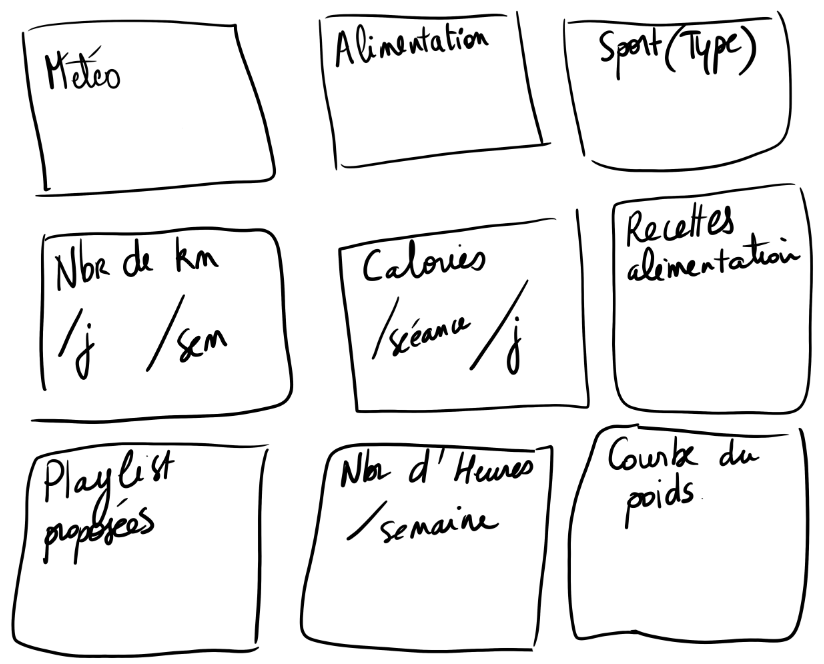 Météo
Alimentation
Sport (Type)
Nbr de km
/j /sem
Calories
/scéance /j
Recettes
alimentation
Playlist
proposées
Nbr d'Heures
/semaine
Courbe du
poids